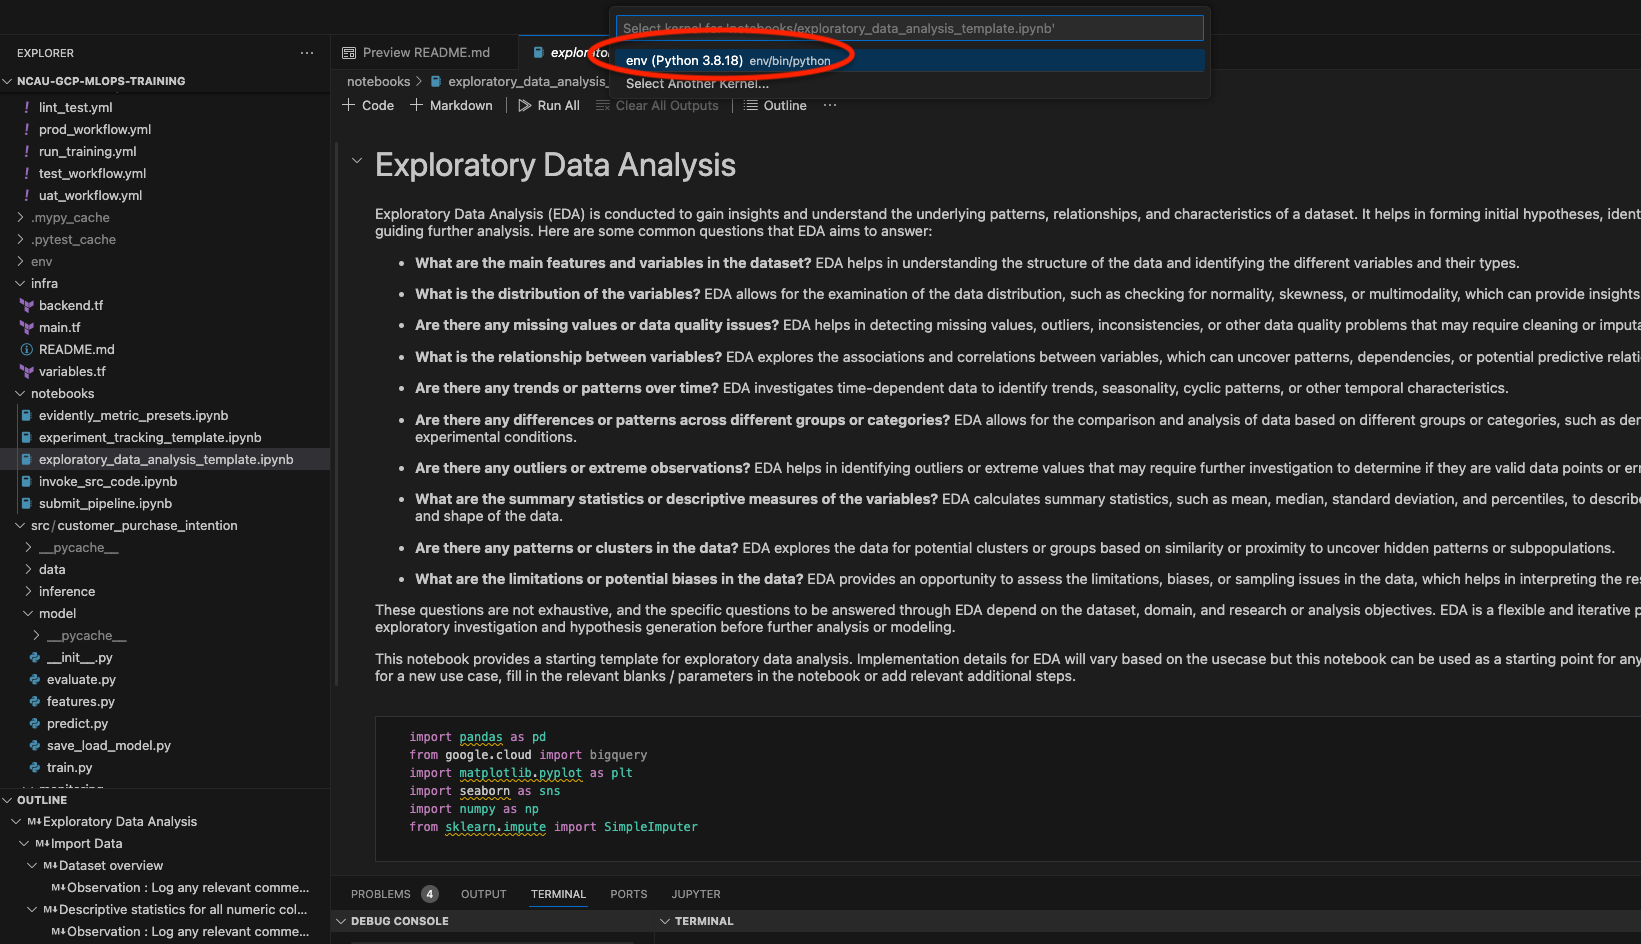 Select kernel for 'notebooks/exploratory_data_analysis_template.ipynb'
env (Python 3.8.18) env/bin/python
Select Another Kernel...
EXPLORER
NCAU-GCP-MLOPS-TRAINING
lint_test.yml
prod_workflow.yml
run_training.yml
test_workflow.yml
uat_workflow.yml
.mypy_cache
.pytest_cache
env
infra
backend.tf
main.tf
README.md
variables.tf
notebooks
evidently_metric_presets.ipynb
experiment_tracking_template.ipynb
exploratory_data_analysis_template.ipynb
invoke_src_code.ipynb
submit_pipeline.ipynb
src/customer_purchase_intention
__pycache__
data
inference
model
__pycache__
__init__.py
evaluate.py
features.py
predict.py
save_load_model.py
train.py
OUTLINE
M↓Exploratory Data Analysis
M↓Import Data
M↓Dataset overview
M↓Observation : Log any relevant comme...
M↓Descriptive statistics for all numeric col...
M↓Observation : Log any relevant comme...
Preview README.md
notebooks > exploratory_data_analysis_
+ Code + Markdown Run All Clear All Outputs Outline ...
Exploratory Data Analysis
Exploratory Data Analysis (EDA) is conducted to gain insights and understand the underlying patterns, relationships, and characteristics of a dataset. It helps in forming initial hypotheses, ident
guiding further analysis. Here are some common questions that EDA aims to answer:
• What are the main features and variables in the dataset? EDA helps in understanding the structure of the data and identifying the different variables and their types.
• What is the distribution of the variables? EDA allows for the examination of the data distribution, such as checking for normality, skewness, or multimodality, which can provide insights
• Are there any missing values or data quality issues? EDA helps in detecting missing values, outliers, inconsistencies, or other data quality problems that may require cleaning or imputa
• What is the relationship between variables? EDA explores the associations and correlations between variables, which can uncover patterns, dependencies, or potential predictive relati
• Are there any trends or patterns over time? EDA investigates time-dependent data to identify trends, seasonality, cyclic patterns, or other temporal characteristics.
• Are there any differences or patterns across different groups or categories? EDA allows for the comparison and analysis of data based on different groups or categories, such as den
experimental conditions.
• Are there any outliers or extreme observations? EDA helps in identifying outliers or extreme values that may require further investigation to determine if they are valid data points or err
• What are the summary statistics or descriptive measures of the variables? EDA calculates summary statistics, such as mean, median, standard deviation, and percentiles, to describe
and shape of the data.
• Are there any patterns or clusters in the data? EDA explores the data for potential clusters or groups based on similarity or proximity to uncover hidden patterns or subpopulations.
• What are the limitations or potential biases in the data? EDA provides an opportunity to assess the limitations, biases, or sampling issues in the data, which helps in interpreting the res
These questions are not exhaustive, and the specific questions to be answered through EDA depend on the dataset, domain, and research or analysis objectives. EDA is a flexible and iterative p
exploratory investigation and hypothesis generation before further analysis or modeling.
This notebook provides a starting template for exploratory data analysis. Implementation details for EDA will vary based on the usecase but this notebook can be used as a starting point for any
for a new use case, fill in the relevant blanks / parameters in the notebook or add relevant additional steps.
import pandas as pd
from google.cloud import bigquery
import matplotlib.pyplot as plt
import seaborn as sns
import numpy as np
from sklearn.impute import SimpleImputer
PROBLEMS 4 OUTPUT TERMINAL PORTS JUPYTER
DEBUG CONSOLE
TERMINAL